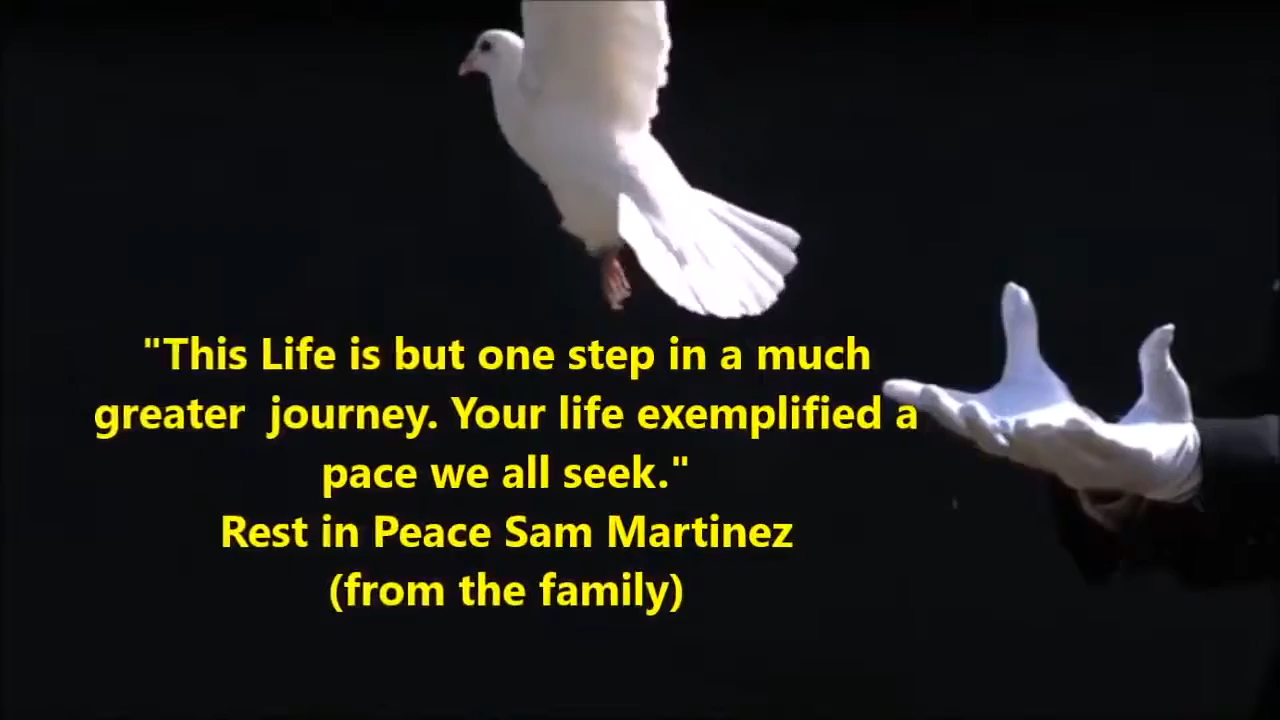 "This Life is but one step in a much
greater  journey. Your life exemplified a
pace we all seek."
Rest in Peace Sam Martinez
(from the family)